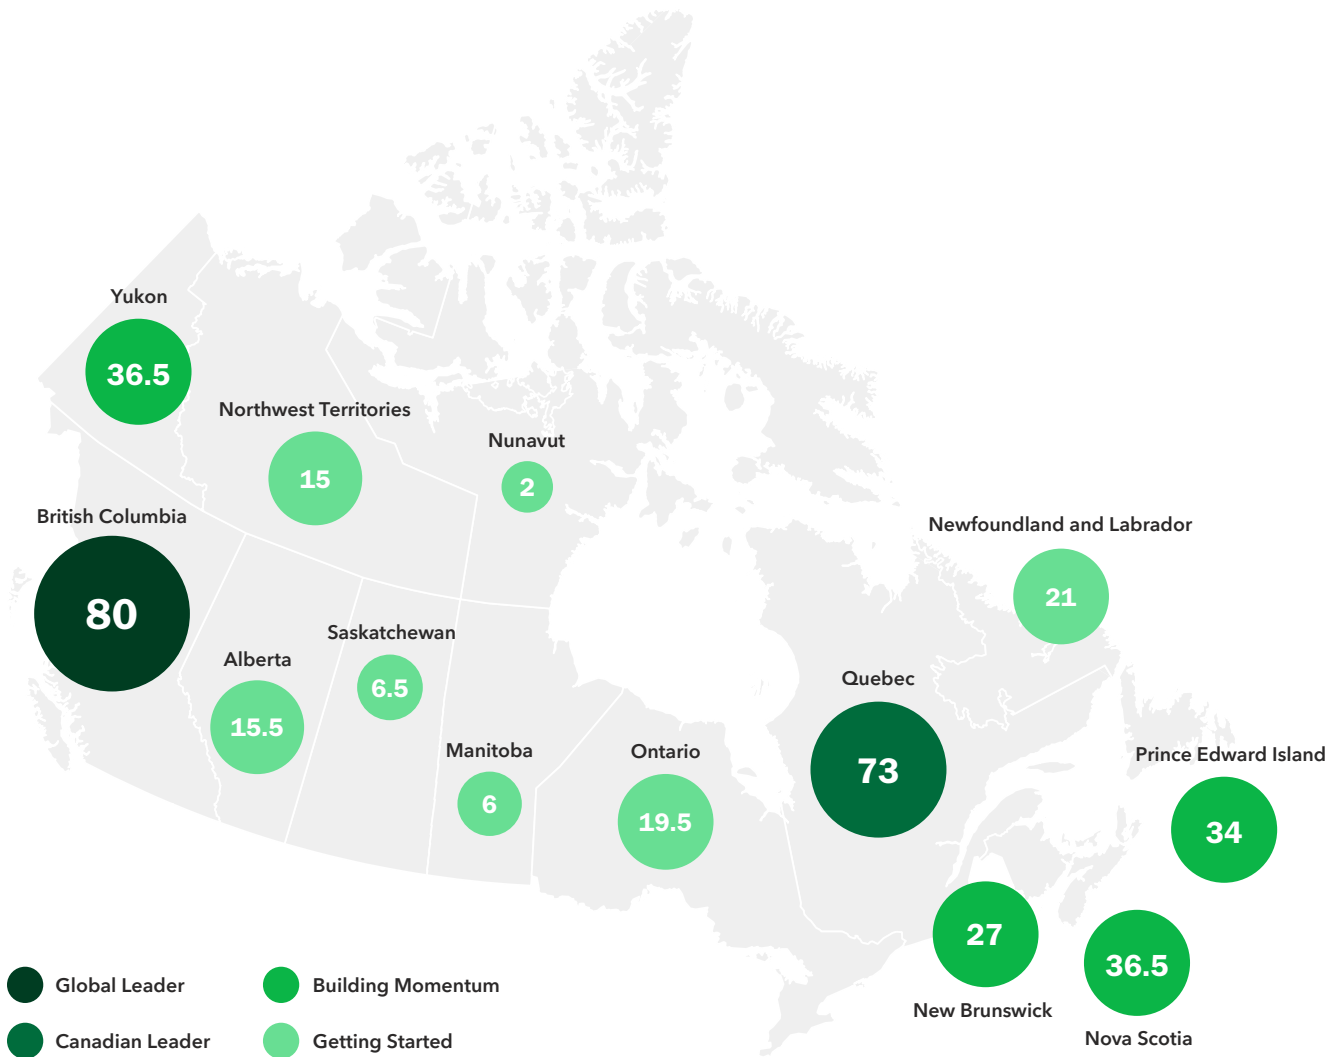 Yukon
36.5
Northwest Territories
15
Nunavut
2
British Columbia
80
Newfoundland and Labrador
21
Saskatchewan
6.5
Alberta
15.5
Quebec
73
Manitoba
6
Ontario
19.5
Prince Edward Island
34
27
New Brunswick
36.5
Nova Scotia
Global Leader
Building Momentum
Canadian Leader
Getting Started